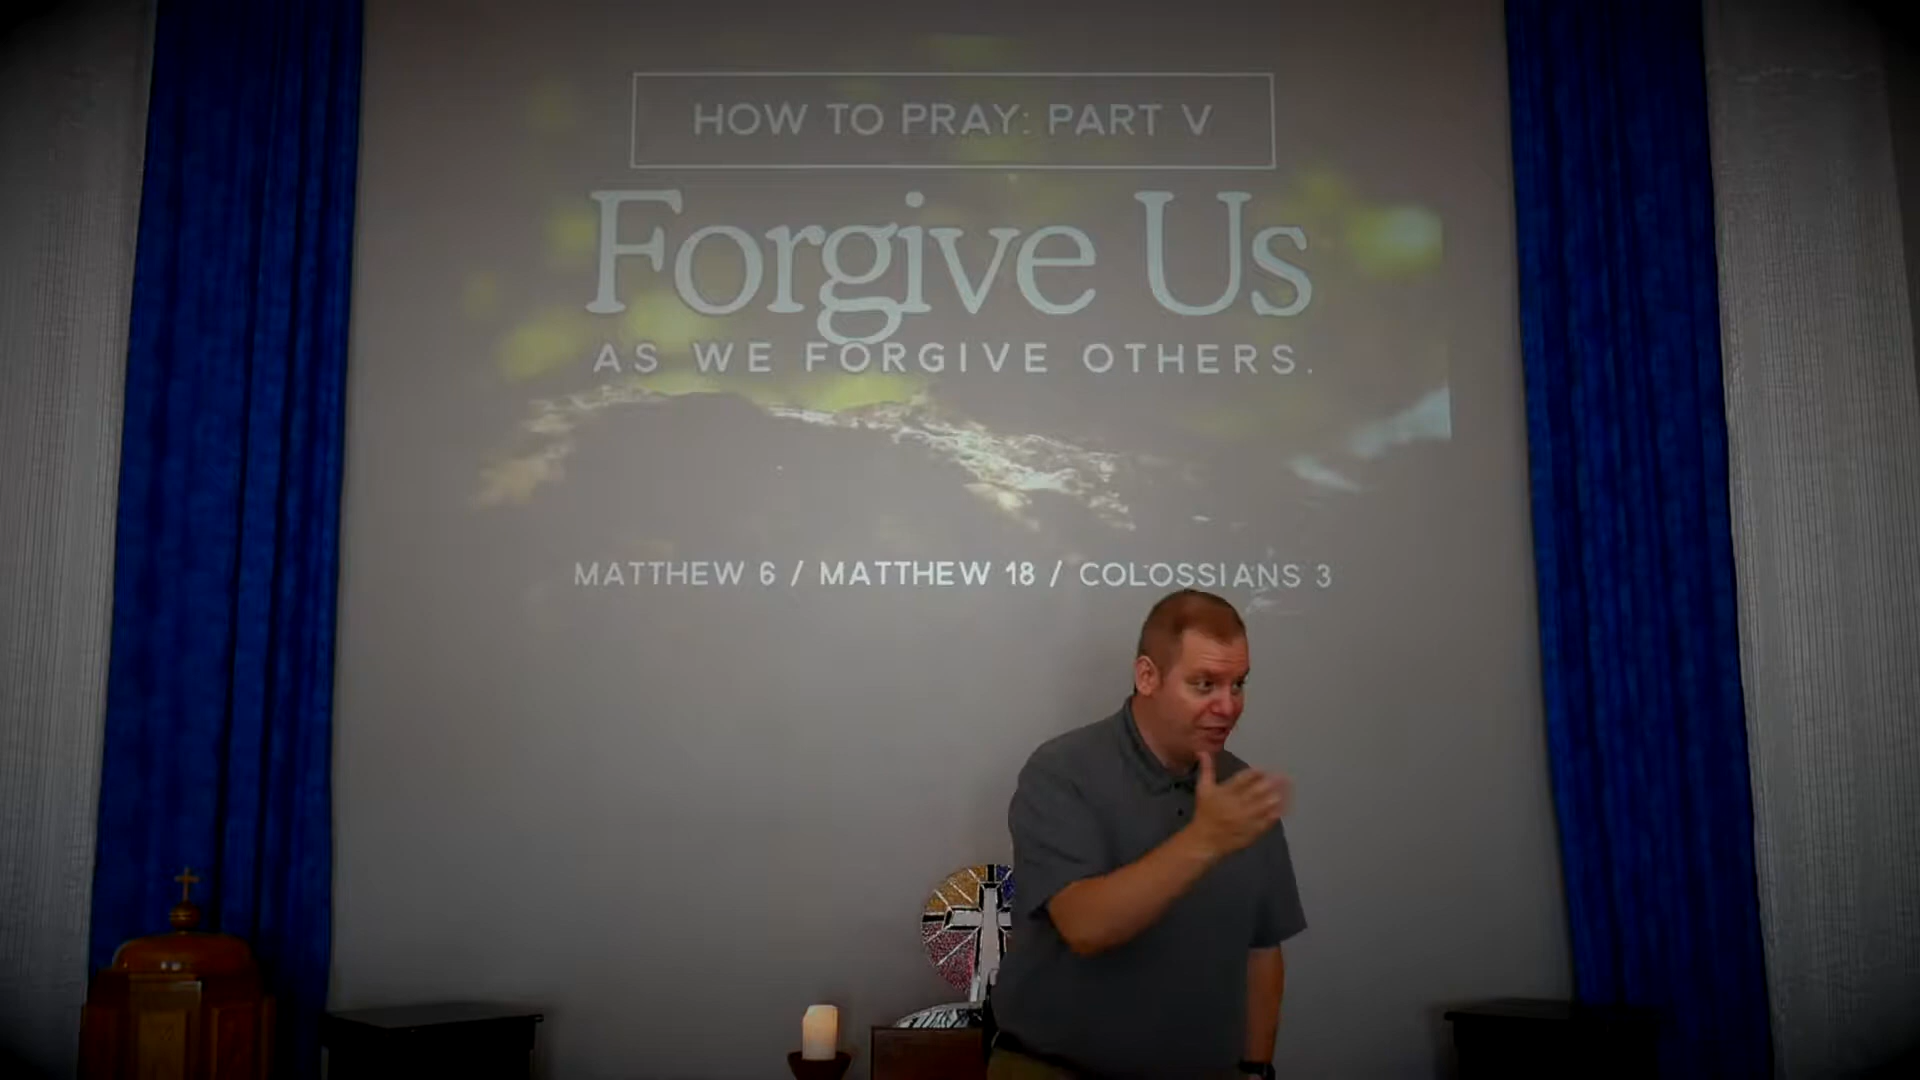 HOW TO PRAY: PART V
Forgive Us
AS WE FORGIVE OTHERS.
MATTHEW 6 / MATTHEW 18 / COLOSSIANS 3